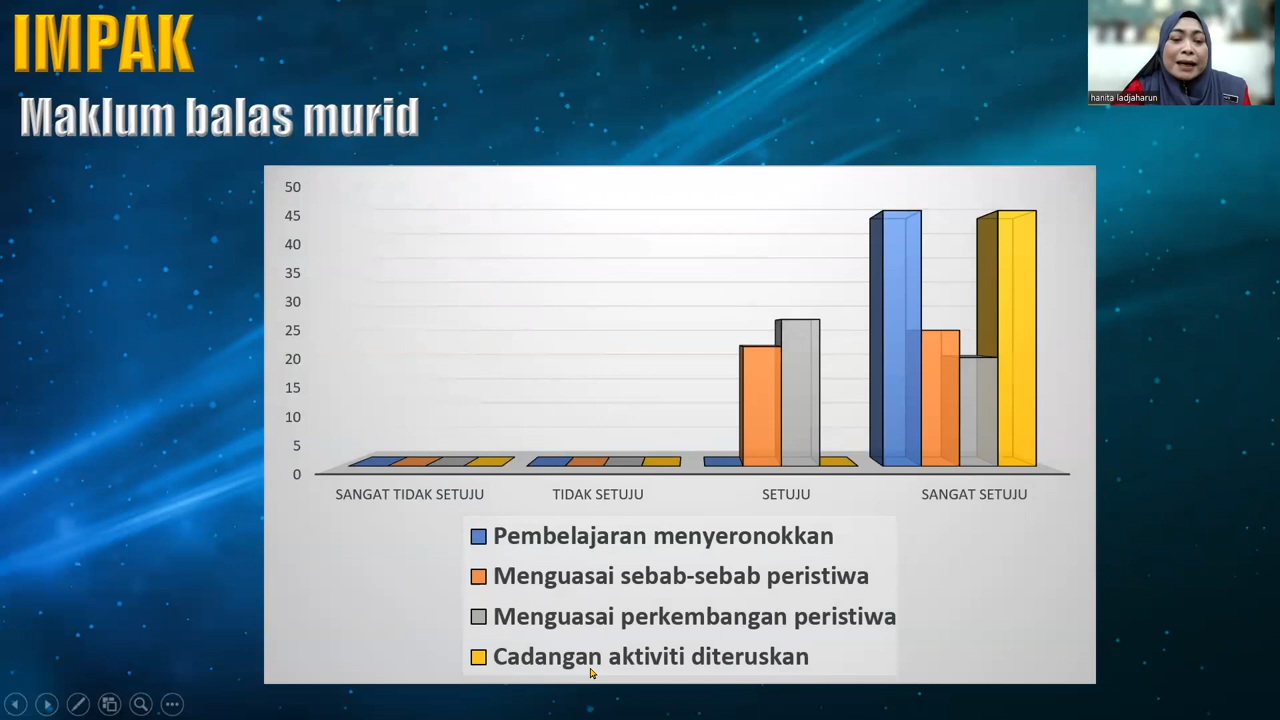 IMPAK
Maklum balas murid
hanita ladjaharun
50
45
40
35
30
25
20
15
10
5
0
SANGAT TIDAK SETUJU
TIDAK SETUJU
SETUJU
SANGAT SETUJU
Pembelajaran menyeronokkan
Menguasai sebab-sebab peristiwa
Menguasai perkembangan peristiwa
Cadangan aktiviti diteruskan